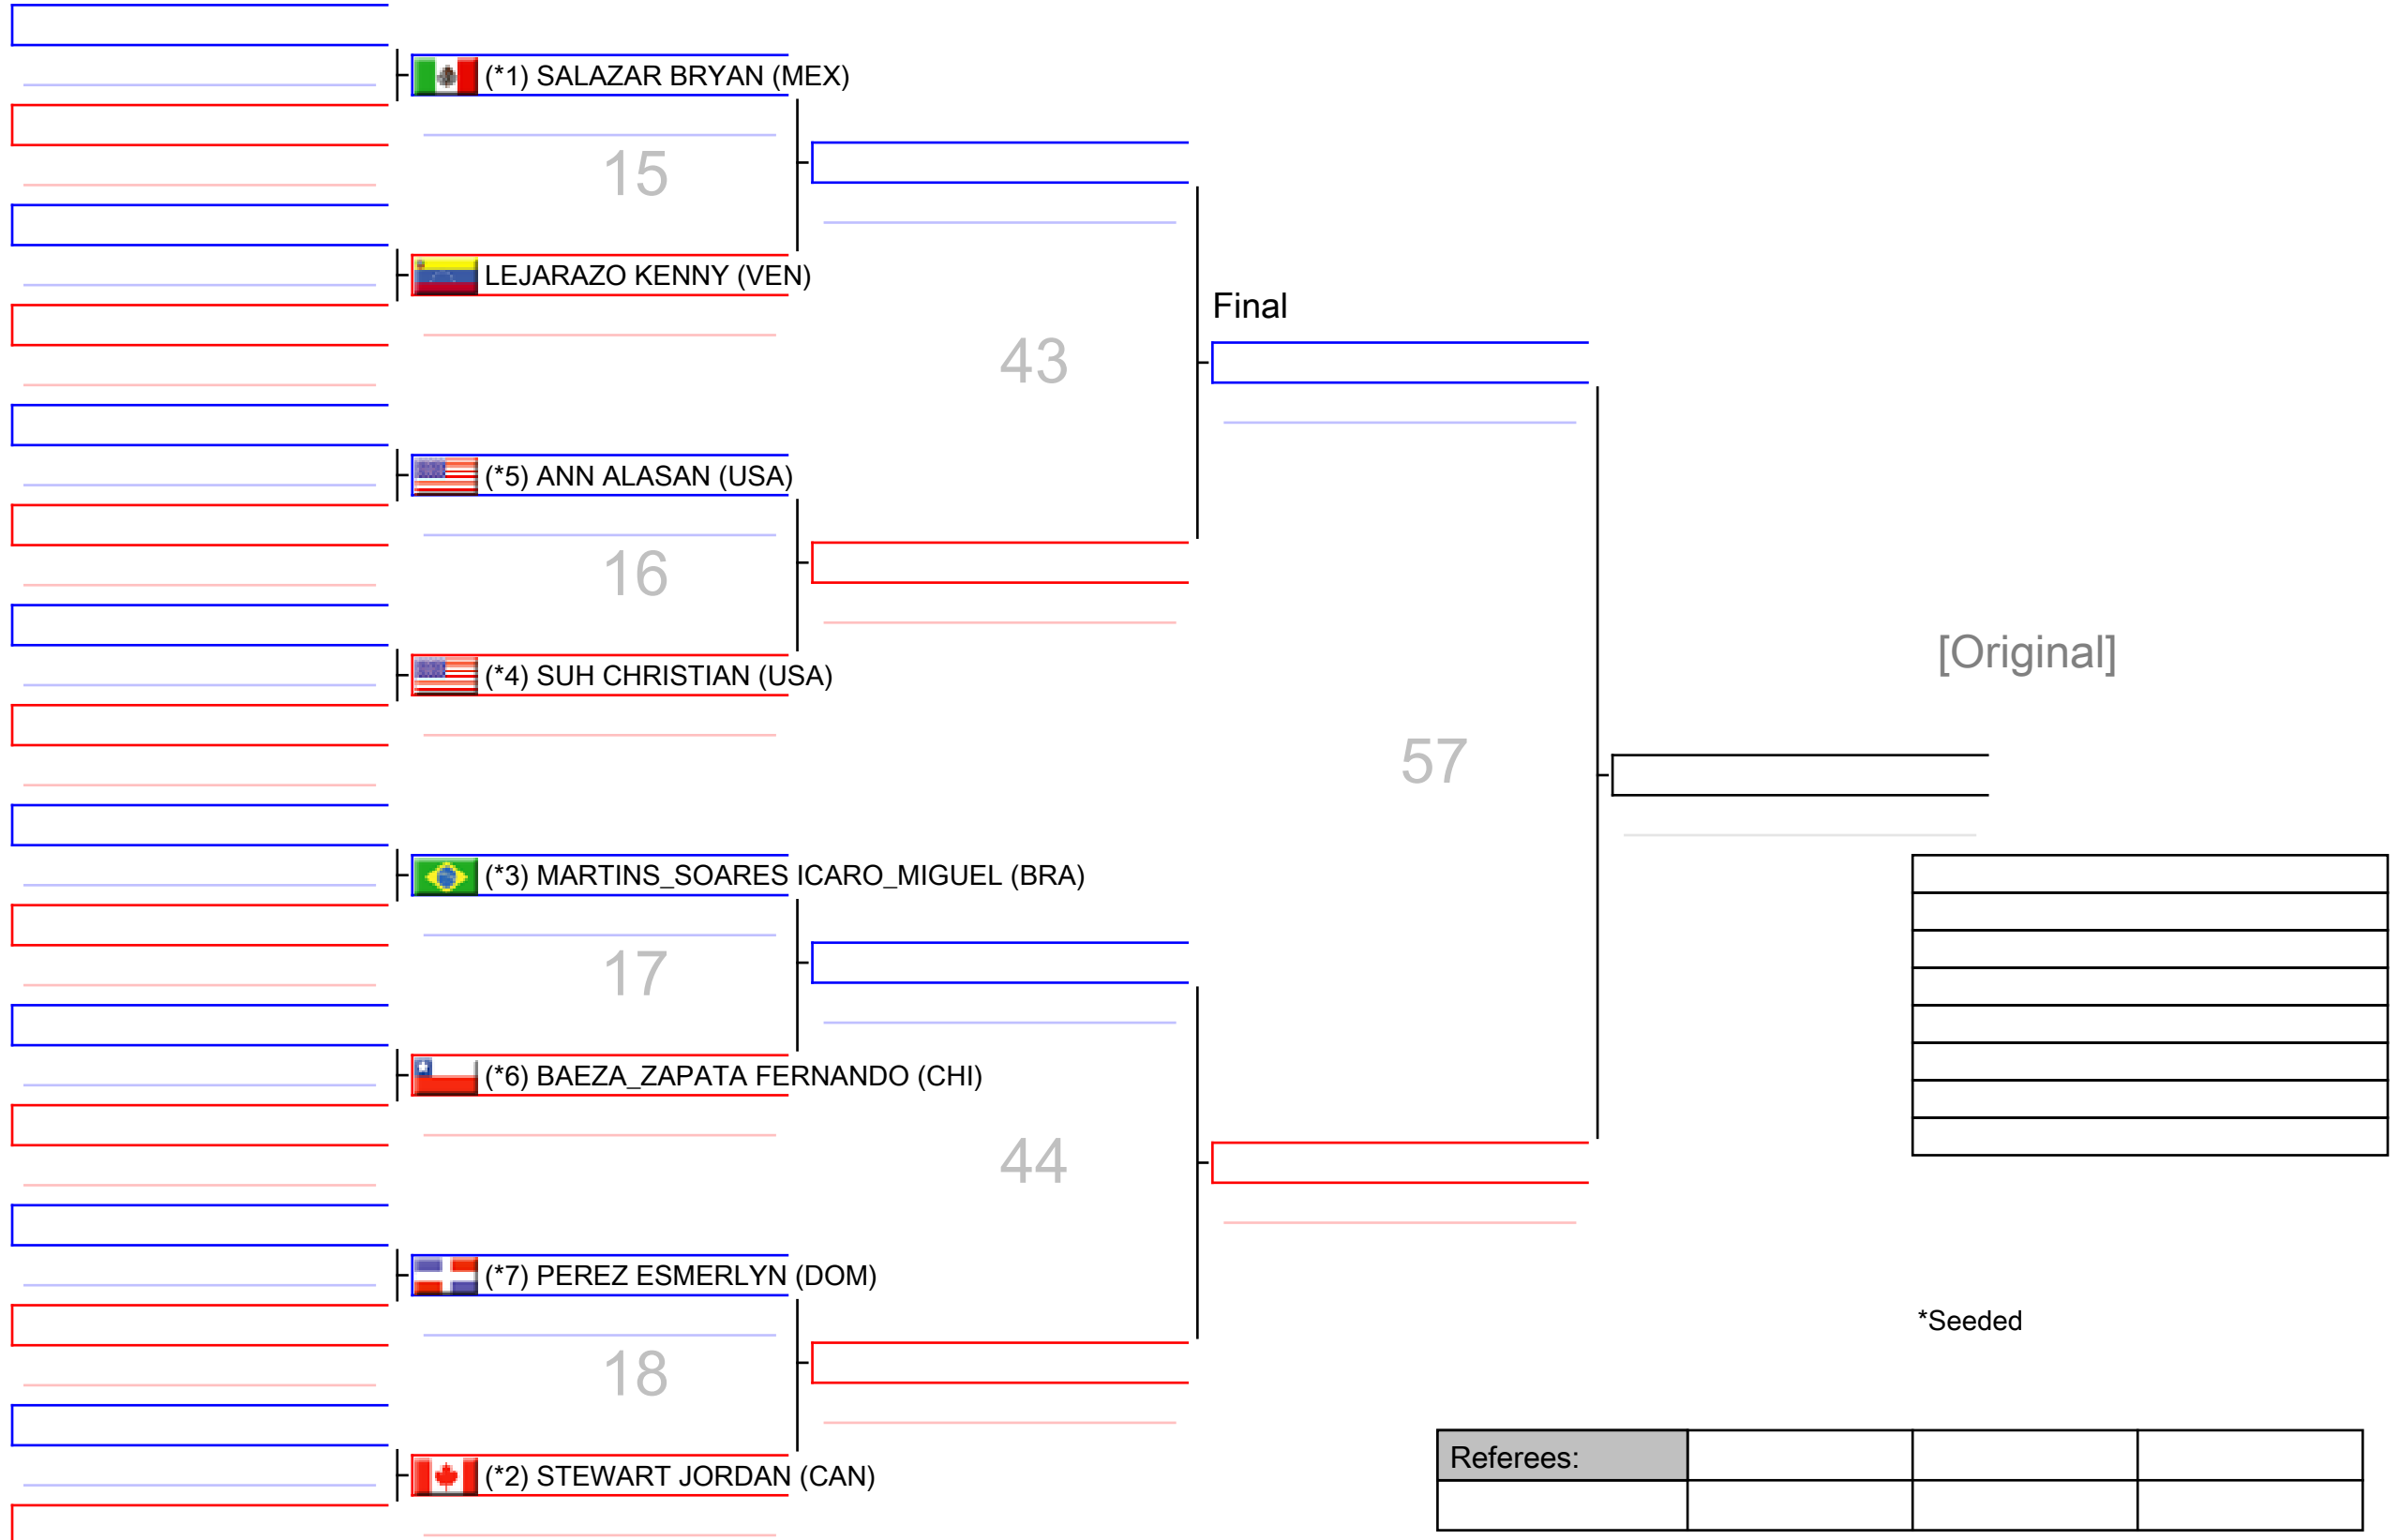 (*1) SALAZAR BRYAN (MEX)
15
LEJARAZO KENNY (VEN)
Final
43
(*5) ANN ALASAN (USA)
16
[Original]
(*4) SUH CHRISTIAN (USA)
57
(*3) MARTINS_SOARES ICARO_MIGUEL (BRA)
17
(*6) BAEZA_ZAPATA FERNANDO (CHI)
44
(*7) PEREZ ESMERLYN (DOM)
*Seeded
18
Referees:
(*2) STEWART JORDAN (CAN)